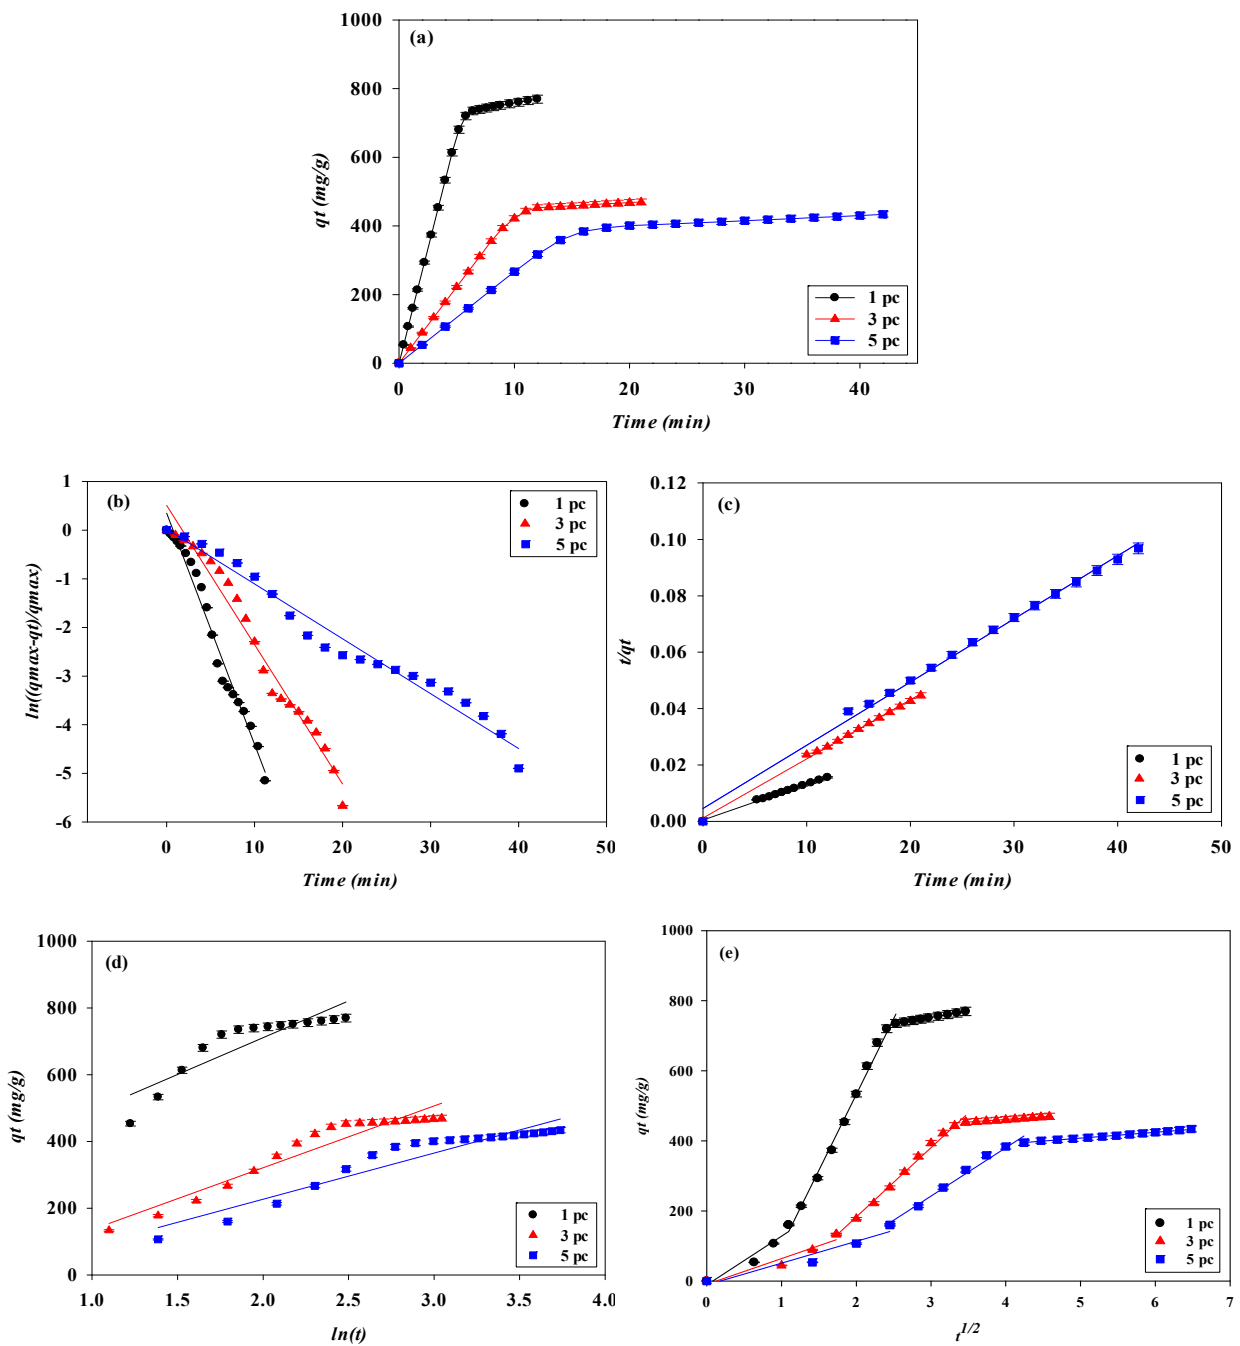 (a)
1000
800
600
400
200
0
qt (mg/g)
0 10 20 30 40
Time (min)
1 pc
3 pc
5 pc
(b)
1
0
-1
-2
-3
-4
-5
-6
ln((qmax-qt)/qmax)
0 10 20 30 40 50
Time (min)
1 pc
3 pc
5 pc
(c)
0.12
0.10
0.08
0.06
0.04
0.02
0.00
t/qt
0 10 20 30 40 50
Time (min)
1 pc
3 pc
5 pc
(d)
1000
800
600
400
200
0
qt (mg/g)
1.0 1.5 2.0 2.5 3.0 3.5 4.0
ln(t)
1 pc
3 pc
5 pc
(e)
1000
800
600
400
200
0
qt (mg/g)
0 1 2 3 4 5 6 7
t^1/2
1 pc
3 pc
5 pc